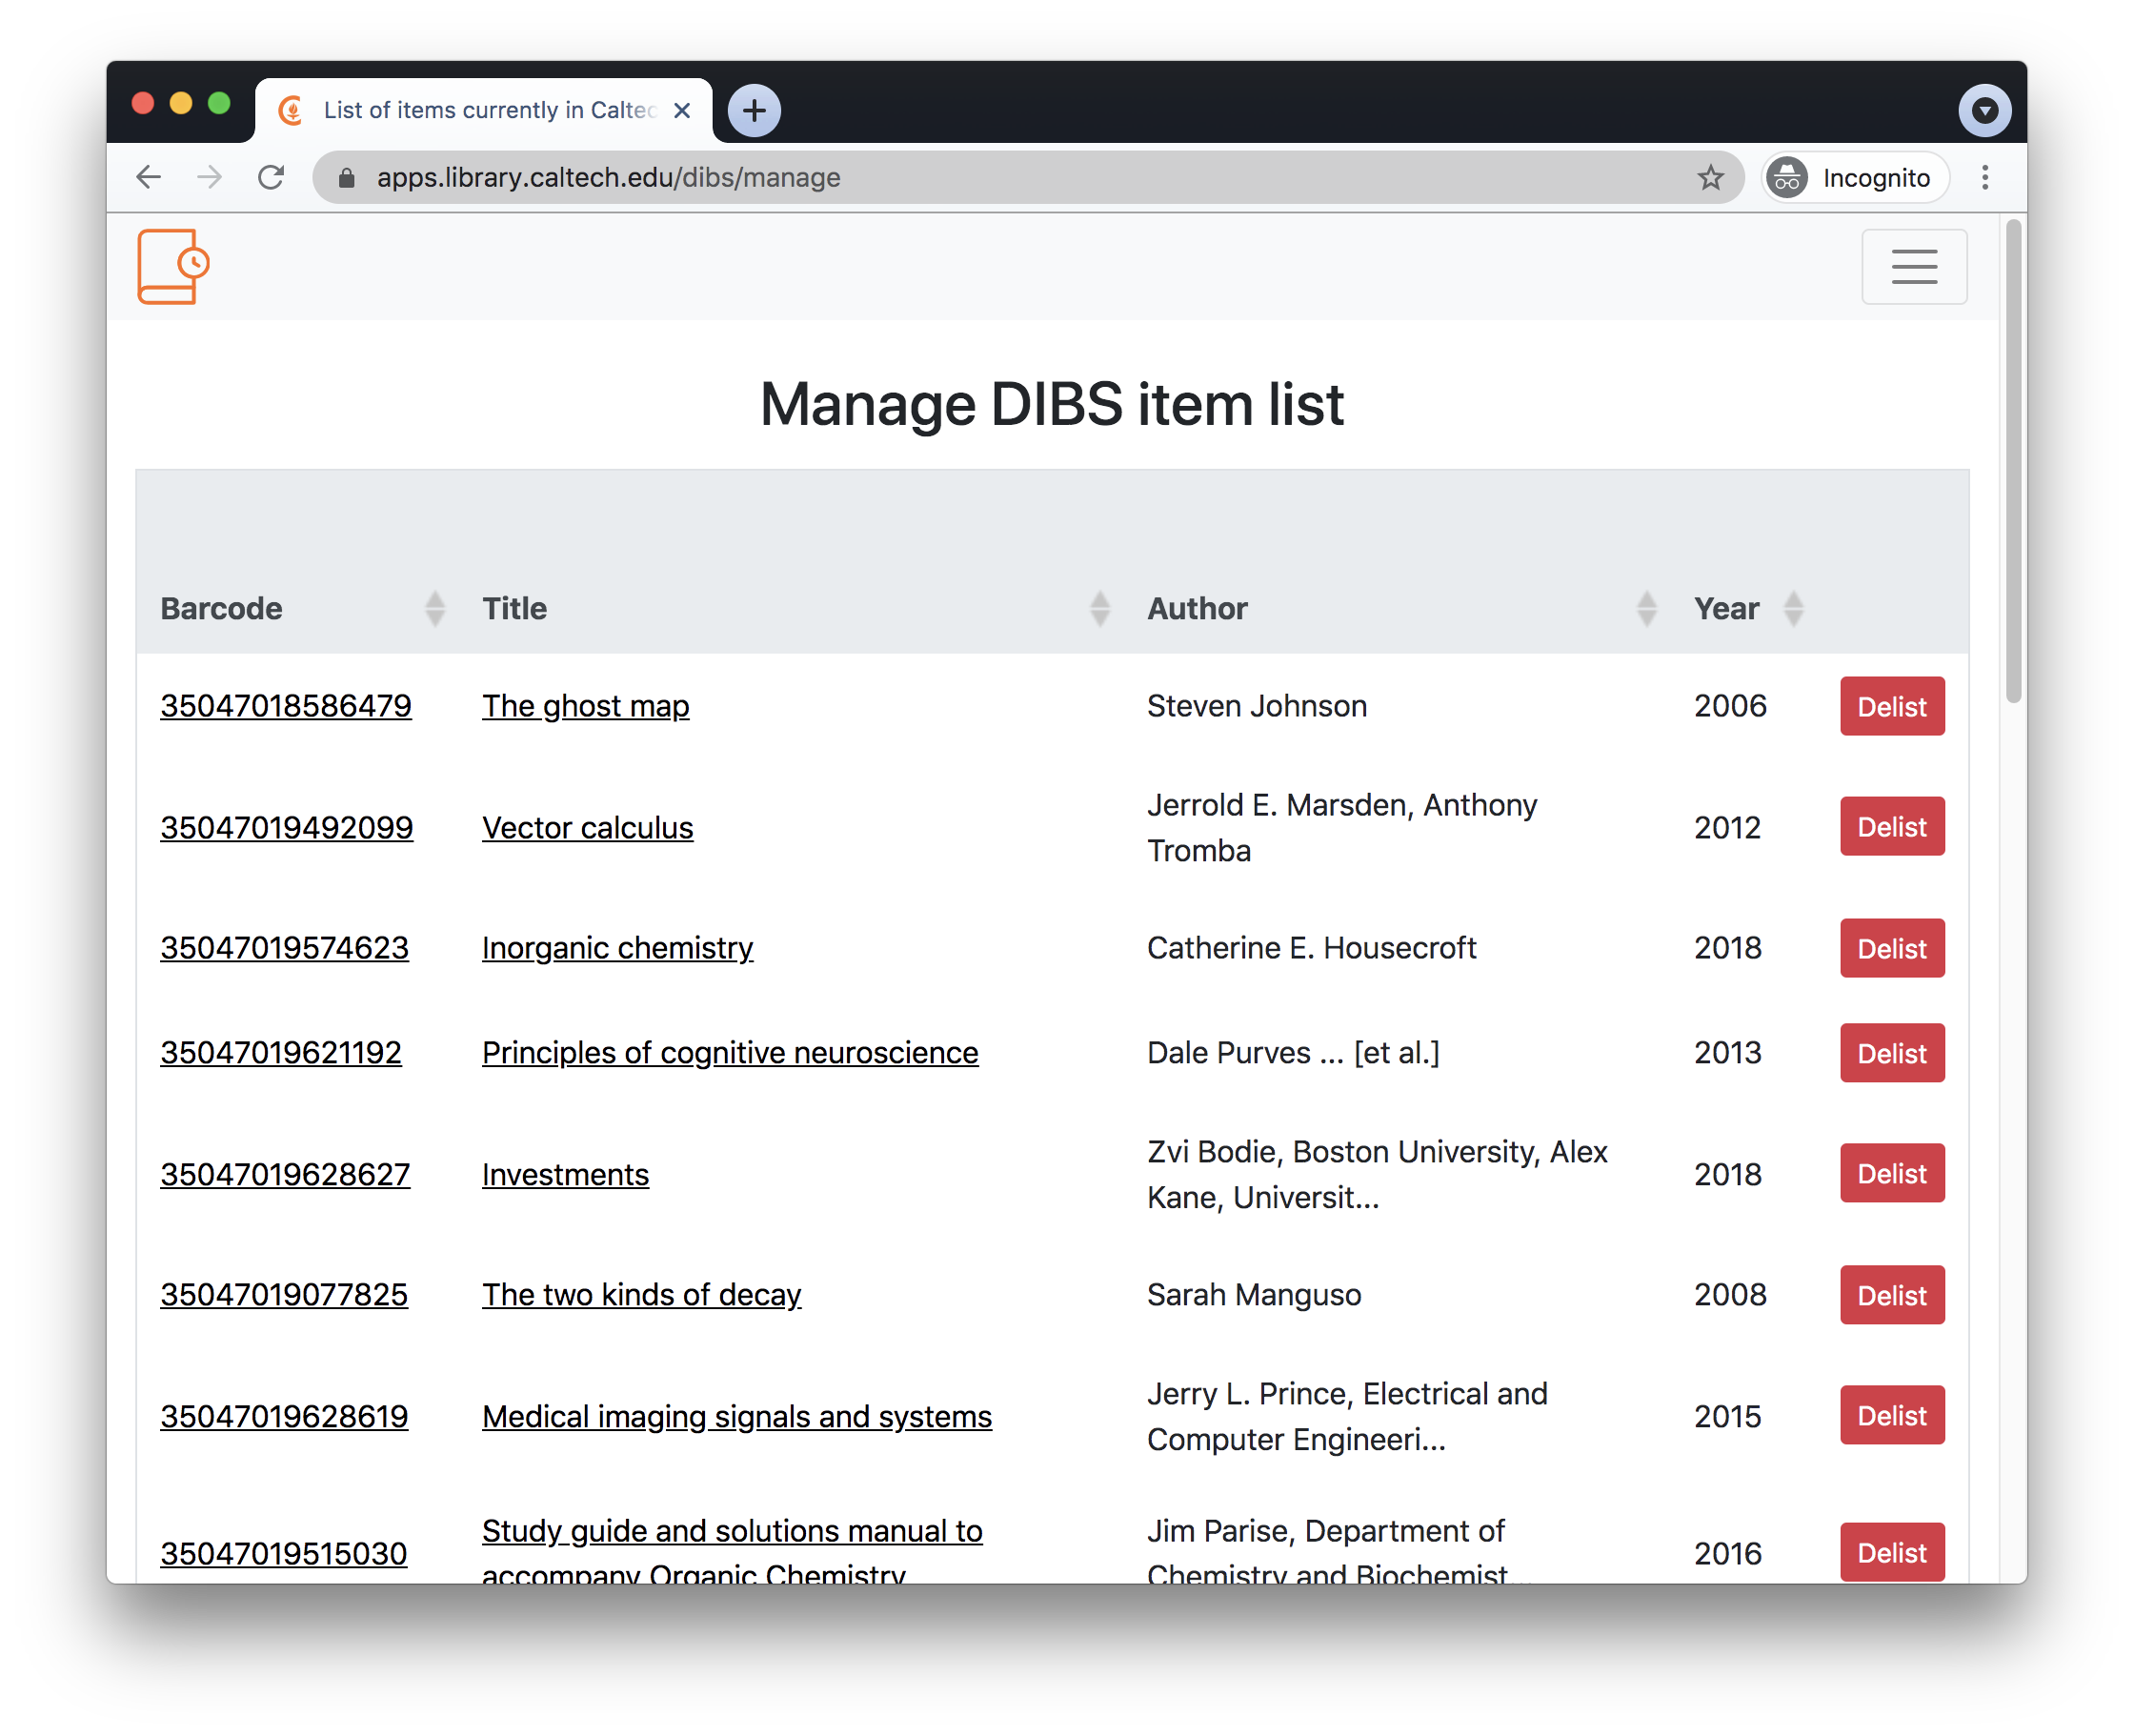 List of items currently in Caltec
apps.library.caltech.edu/dibs/manage
Incognito
Manage DIBS item list
Barcode Title Author Year
35047018586479 The ghost map Steven Johnson 2006 Delist
35047019492099 Vector calculus Jerrold E. Marsden, Anthony
Tromba 2012 Delist
35047019574623 Inorganic chemistry Catherine E. Housecroft 2018 Delist
35047019621192 Principles of cognitive neuroscience Dale Purves ... [et al.] 2013 Delist
35047019628627 Investments Zvi Bodie, Boston University, Alex
Kane, Universit... 2018 Delist
35047019077825 The two kinds of decay Sarah Manguso 2008 Delist
35047019628619 Medical imaging signals and systems Jerry L. Prince, Electrical and
Computer Engineeri... 2015 Delist
35047019515030 Study guide and solutions manual to
accompany Organic Chemistry Jim Parise, Department of
Chemistry and Biochemist... 2016 Delist